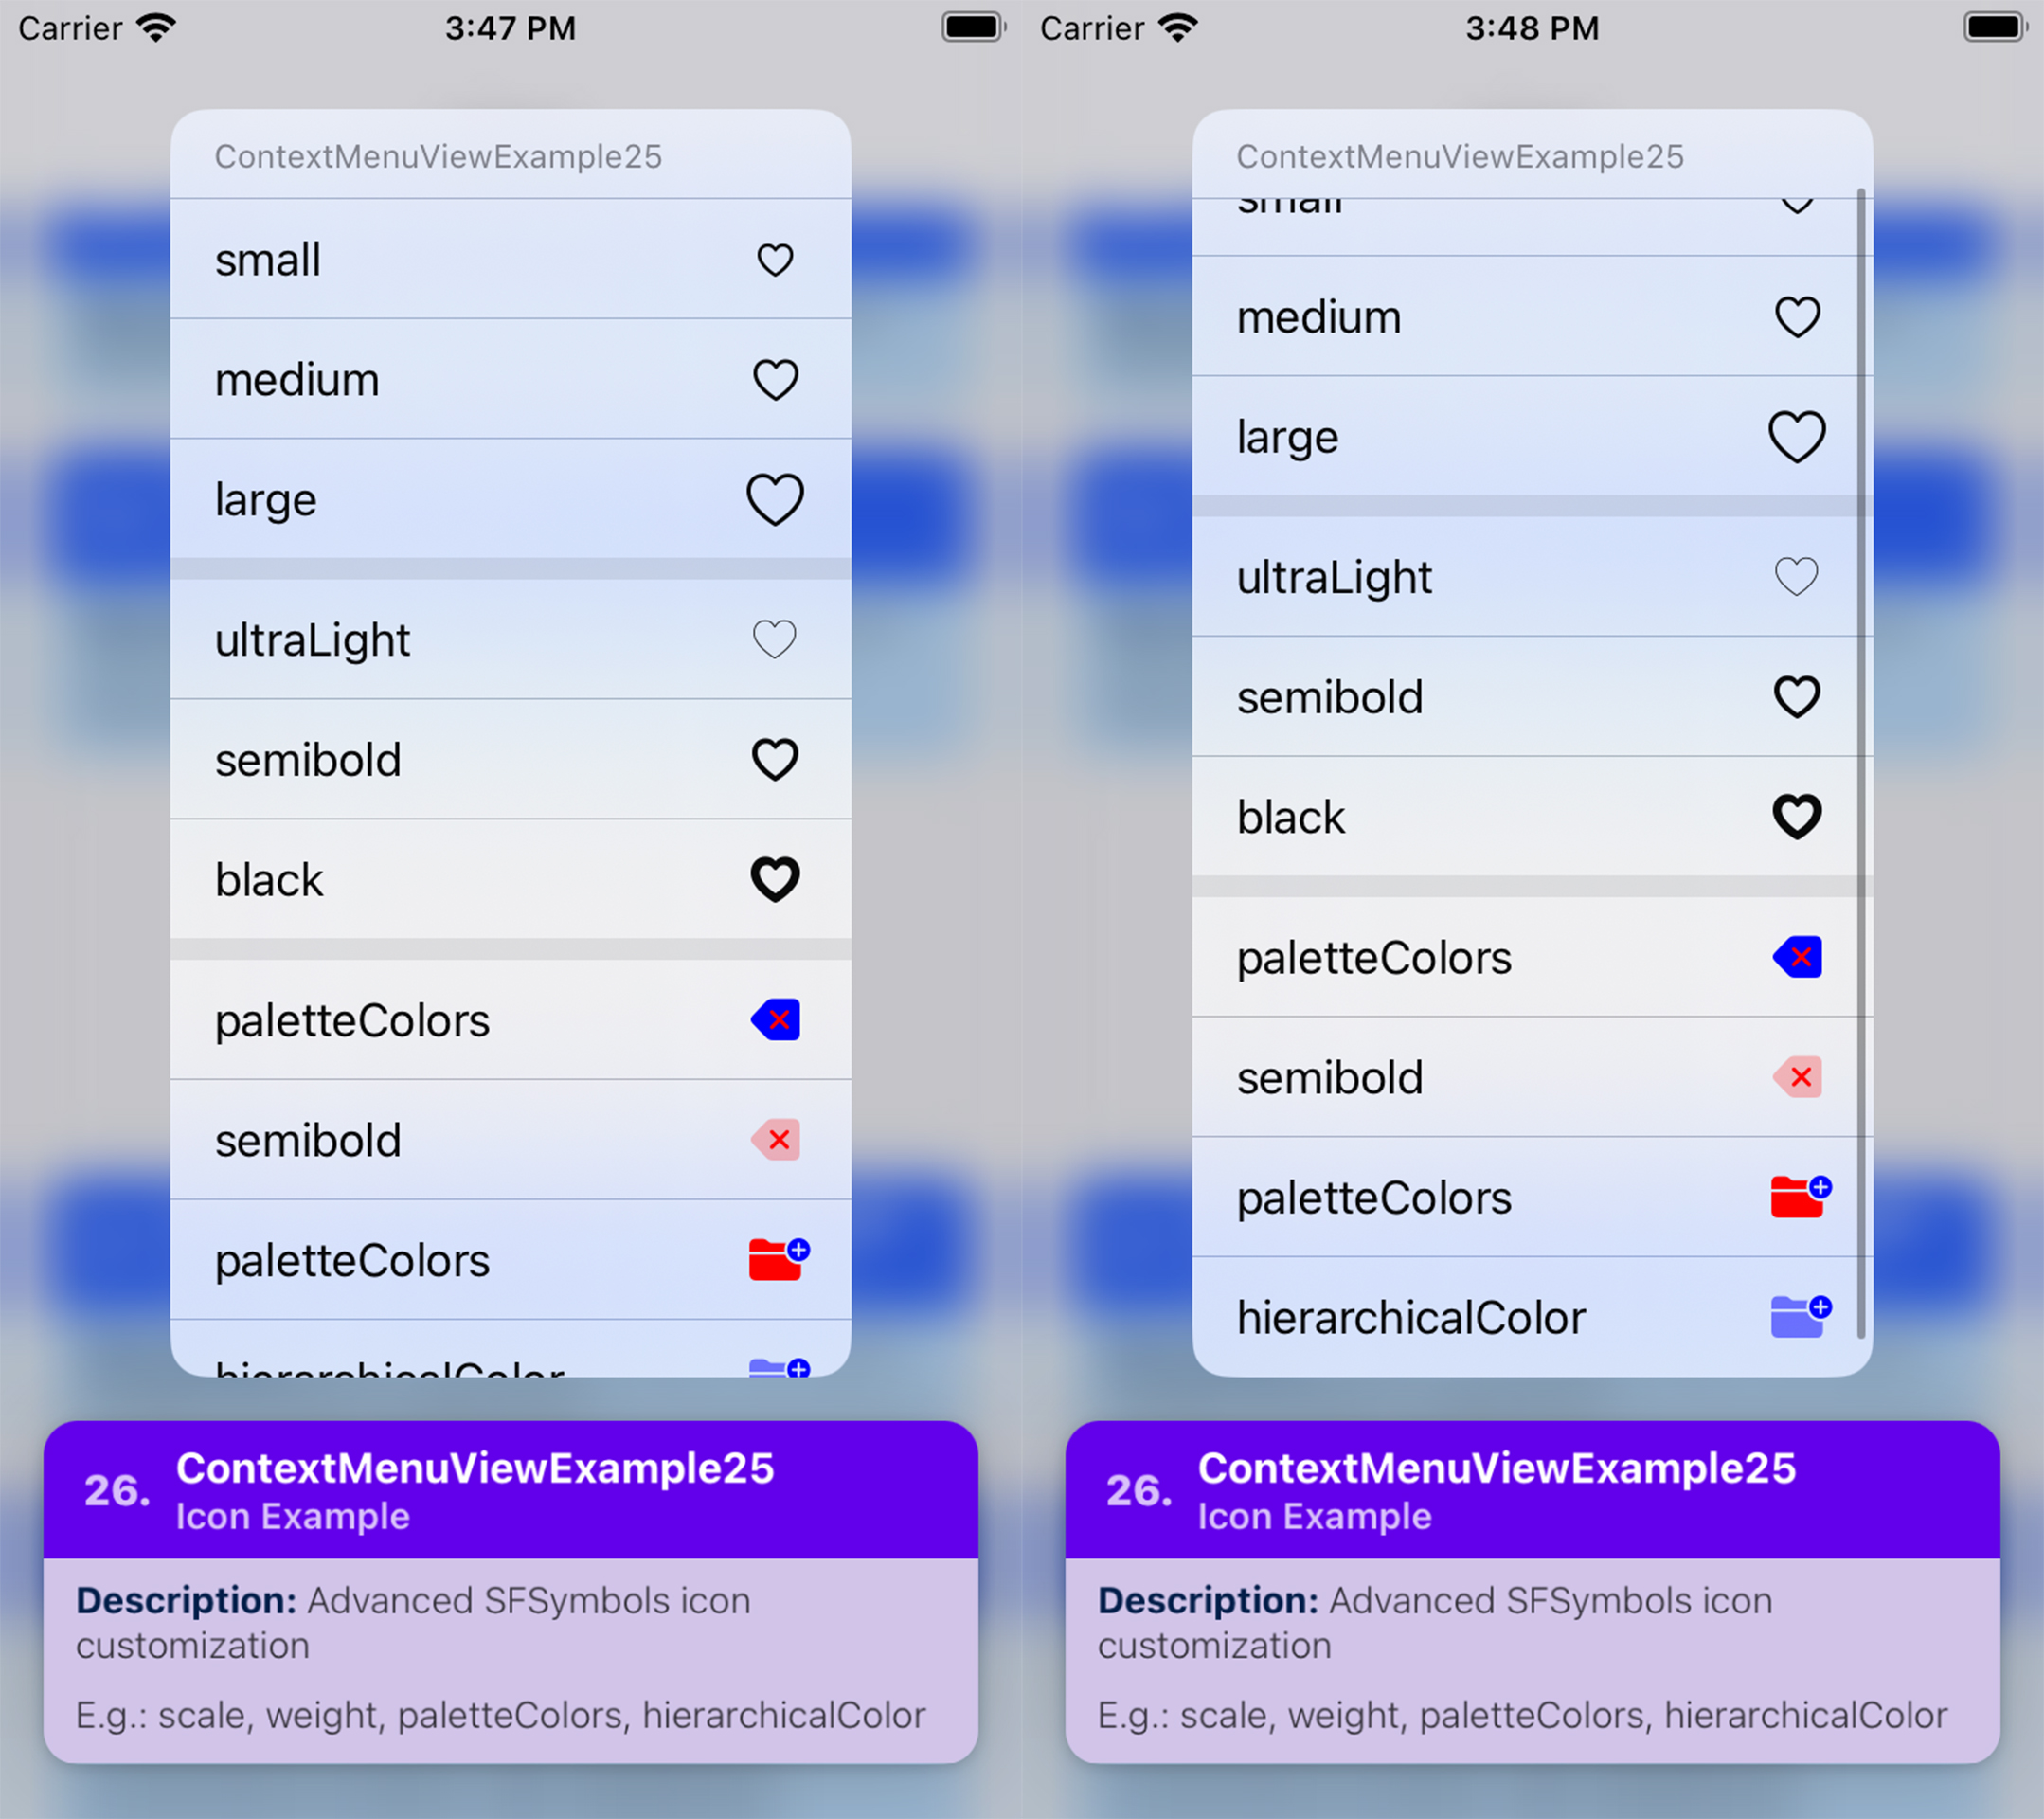 Carrier
3:47 PM
ContextMenuViewExample25
small
medium
large
ultraLight
semibold
black
paletteColors
semibold
paletteColors
hierarchicalColor
26.
ContextMenuViewExample25
Icon Example
Description: Advanced SFSymbols icon
customization
E.g.: scale, weight, paletteColors, hierarchicalColor
Carrier
3:48 PM
ContextMenuViewExample25
small
medium
large
ultraLight
semibold
black
paletteColors
semibold
paletteColors
hierarchicalColor
26.
ContextMenuViewExample25
Icon Example
Description: Advanced SFSymbols icon
customization
E.g.: scale, weight, paletteColors, hierarchicalColor